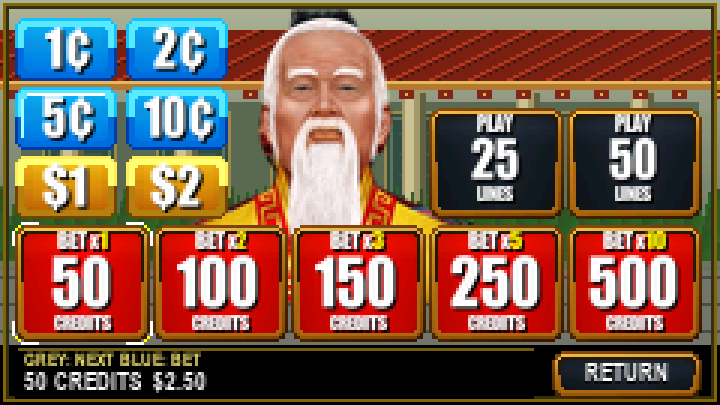 1¢ 2¢
5¢ 10¢
$1 $2
PLAY
25
LINES
PLAY
50
LINES
BET x1
50
CREDITS
BET x2
100
CREDITS
BET x3
150
CREDITS
BET x5
250
CREDITS
BET x10
500
CREDITS
GREY: NEXT BLUE: BET
50 CREDITS $2.50
RETURN